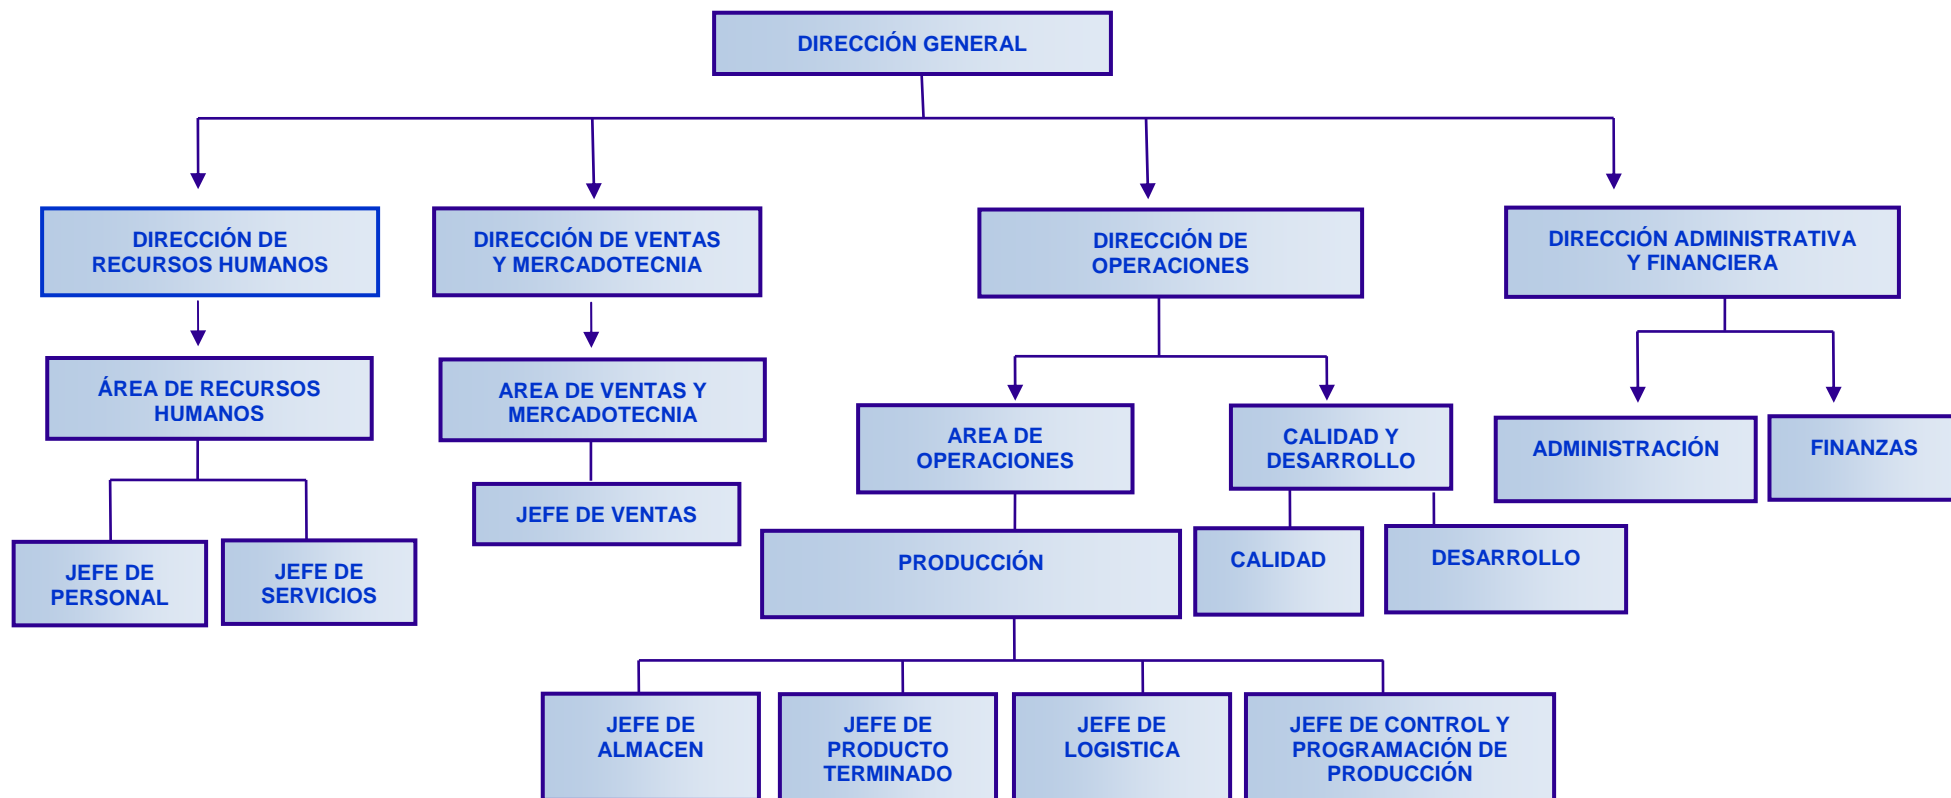 DIRECCIÓN GENERAL
DIRECCIÓN DE
RECURSOS HUMANOS
DIRECCIÓN DE VENTAS
Y MERCADOTECNIA
DIRECCIÓN DE
OPERACIONES
DIRECCIÓN ADMINISTRATIVA
Y FINANCIERA
ÁREA DE RECURSOS
HUMANOS
AREA DE VENTAS Y
MERCADOTECNIA
AREA DE
OPERACIONES
CALIDAD Y
DESARROLLO
ADMINISTRACIÓN
FINANZAS
JEFE DE VENTAS
JEFE DE
PERSONAL
JEFE DE
SERVICIOS
PRODUCCIÓN
CALIDAD
DESARROLLO
JEFE DE
ALMACEN
JEFE DE
PRODUCTO
TERMINADO
JEFE DE
LOGISTICA
JEFE DE CONTROL Y
PROGRAMACIÓN DE
PRODUCCIÓN